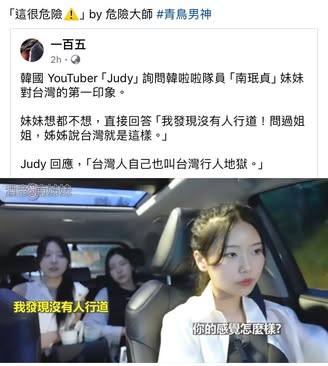 「這很危險⚠️」by 危險大師 #青鳥男神
一百五
2h ·
韓國 YouTuber「Judy」詢問韓啦啦隊員「南珉貞」妹妹
對台灣的第一印象。
妹妹想都不想，直接回答「我發現沒有人行道！問過姐
姐，姊姊說台灣就是這樣。」
Judy 回應，「台灣人自己也叫台灣行人地獄。」
我發現沒有人行道
你的感覺怎麼樣?